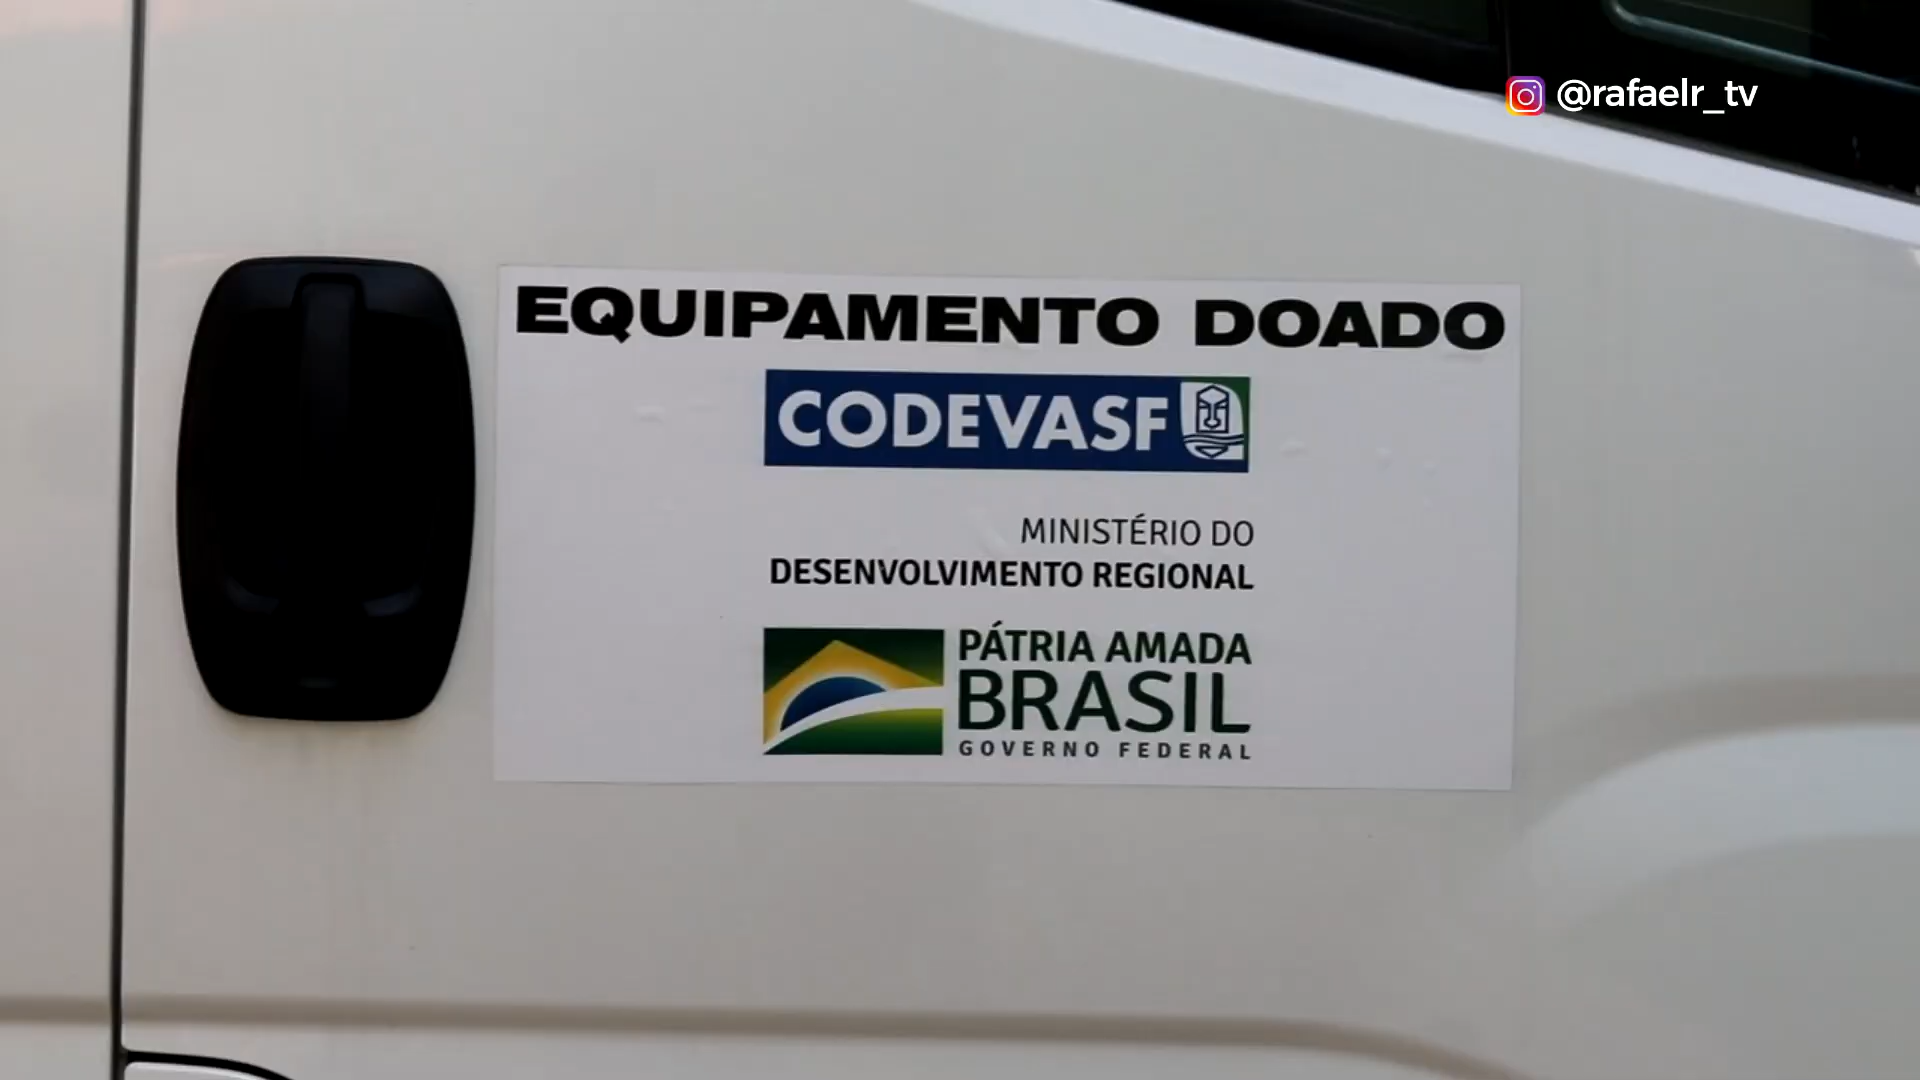 @rafaelr_tv
EQUIPAMENTO DOADO
CODEVASF
MINISTÉRIO DO
DESENVOLVIMENTO REGIONAL
PÁTRIA AMADA
BRASIL
GOVERNO FEDERAL